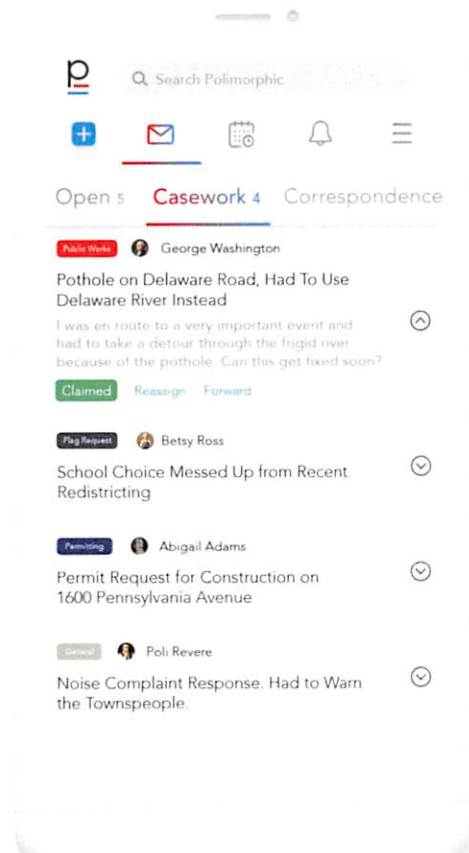 p
Search Polimorphic
Open 5 Casework 4 Correspondence
Public Works George Washington
Pothole on Delaware Road, Had To Use
Delaware River Instead
I was en route to a very important event and
had to take a detour through the frigid river
because of the pothole. Can this get fixed soon?
Claimed Reassign Forward
Flag Request Betsy Ross
School Choice Messed Up from Recent
Redistricting
Permitting Abigail Adams
Permit Request for Construction on
1600 Pennsylvania Avenue
General Poli Revere
Noise Complaint Response. Had to Warn
the Townspeople.